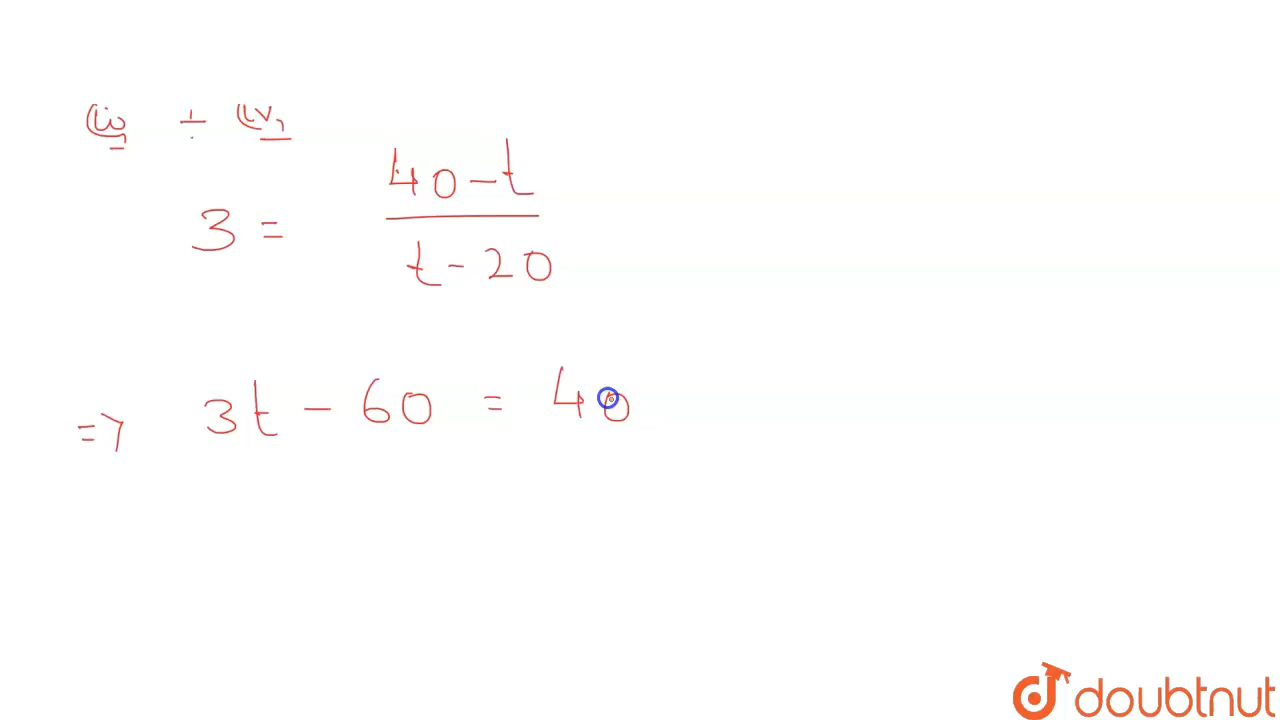 ÷
40-t
3 =
t-20
=> 3t - 60 = 40
doubtnut